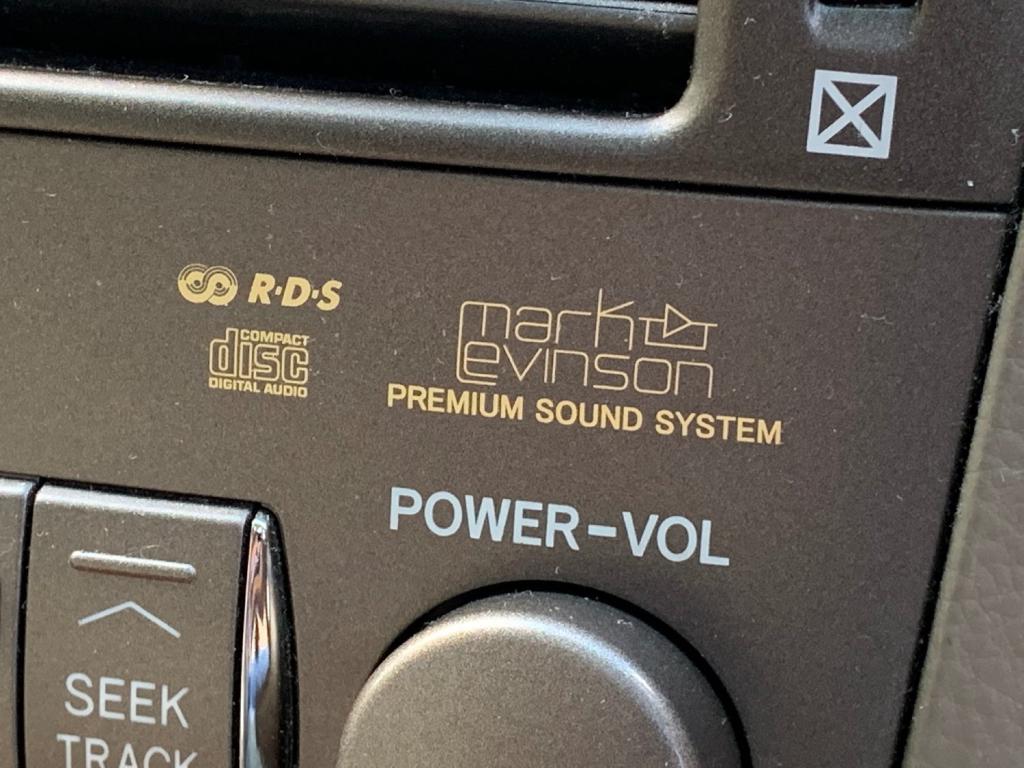 R·D·S
COMPACT
disc
DIGITAL AUDIO
mark
Levinson
PREMIUM SOUND SYSTEM
POWER-VOL
SEEK
TRACK